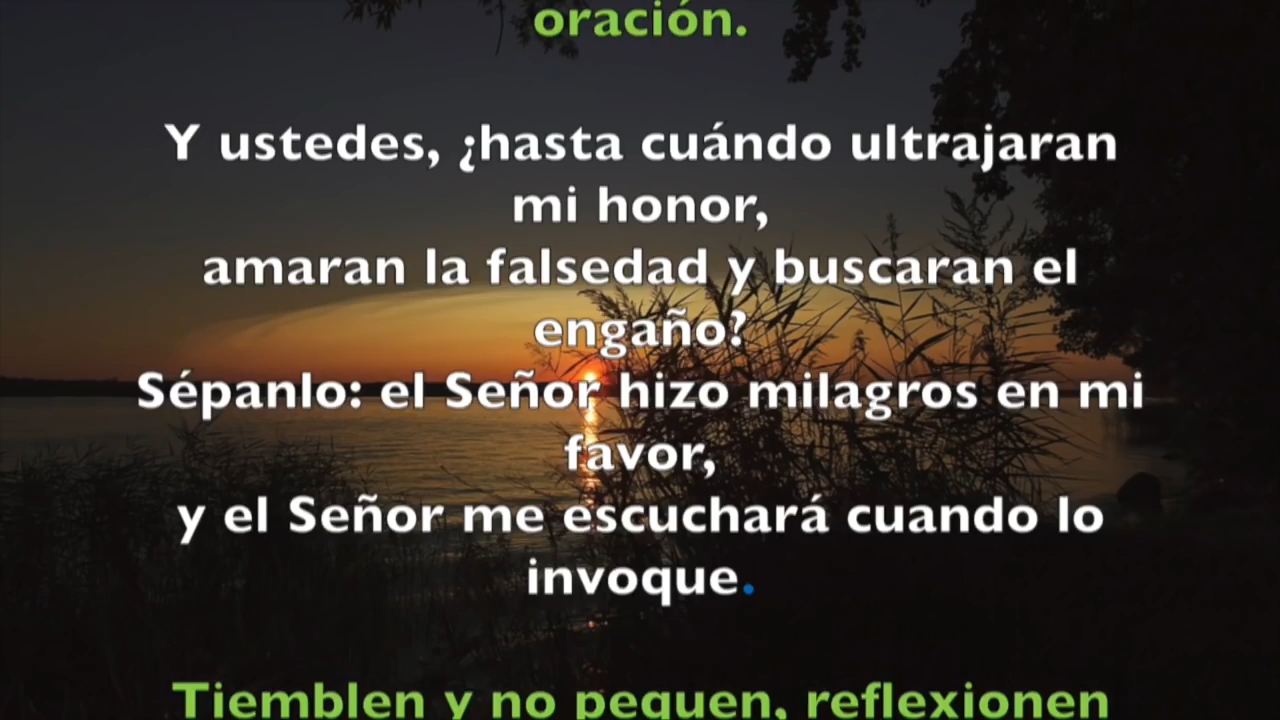 oración.
Y ustedes, ¿hasta cuándo ultrajaran
mi honor,
amaran la falsedad y buscaran el
engaño?
Sépanlo: el Señor hizo milagros en mi
favor,
y el Señor me escuchará cuando lo
invoque.
Tiemblen y no pequen, reflexionen